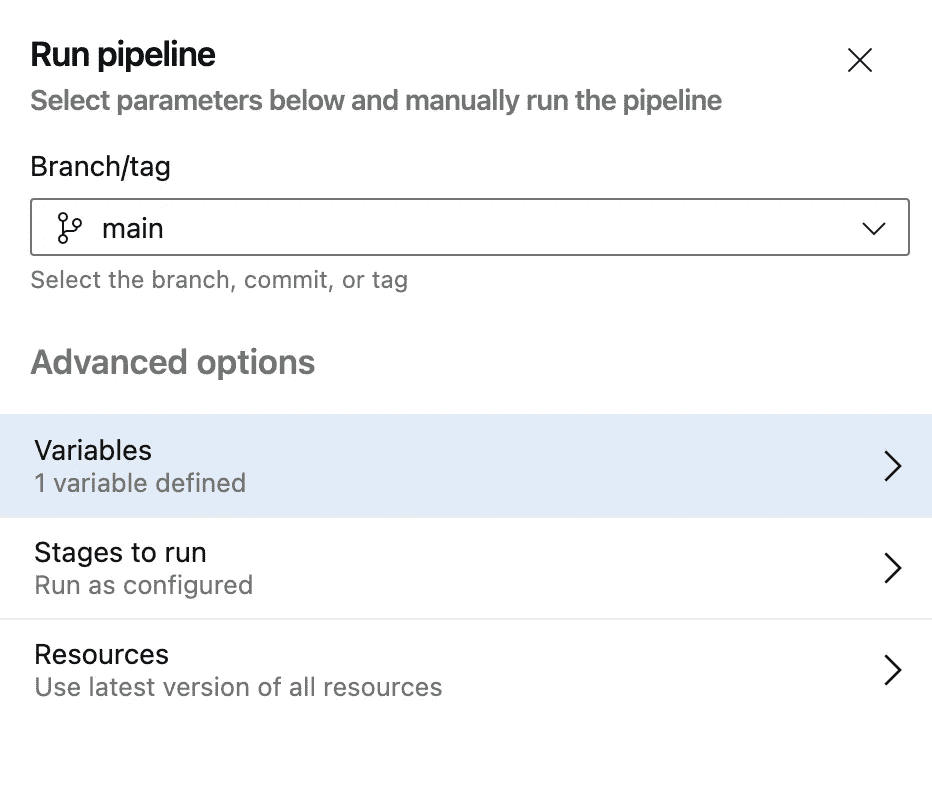 Run pipeline
Select parameters below and manually run the pipeline
Branch/tag
main
Select the branch, commit, or tag
Advanced options
Variables
1 variable defined
Stages to run
Run as configured
Resources
Use latest version of all resources